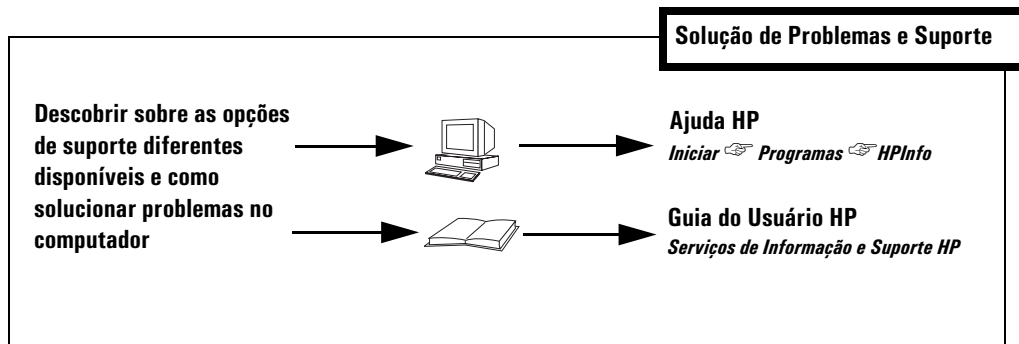 Solução de Problemas e Suporte
Descobrir sobre as opções
de suporte diferentes
disponíveis e como
solucionar problemas no
computador
Ajuda HP
Iniciar ☞ Programas ☞ HPInfo
Guia do Usuário HP
Serviços de Informação e Suporte HP